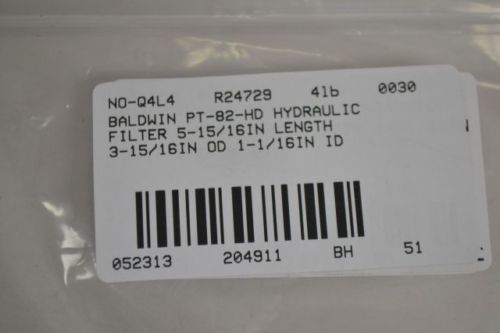 NO-Q4L4 R24729 41b 0030
BALDWIN PT-82-HD HYDRAULIC
FILTER 5-15/16IN LENGTH
3-15/16IN OD 1-1/16IN ID
052313 204911 BH 51
N